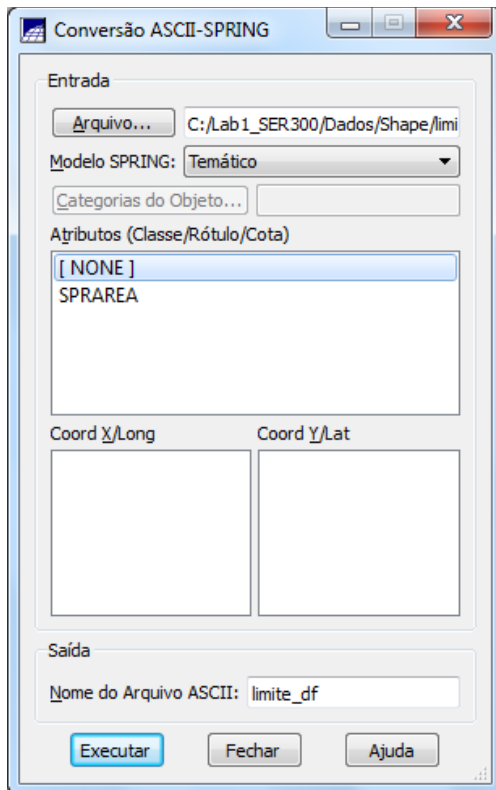 Conversão ASCII-SPRING
Entrada
Arquivo... C:/Lab1_SER300/Dados/Shape/limi
Modelo SPRING: Temático
Categorias do Objeto...
Atributos (Classe/Rótulo/Cota)
[ NONE ]
SPRAREA
Coord X/Long Coord Y/Lat
Saída
Nome do Arquivo ASCII: limite_df
Executar Fechar Ajuda